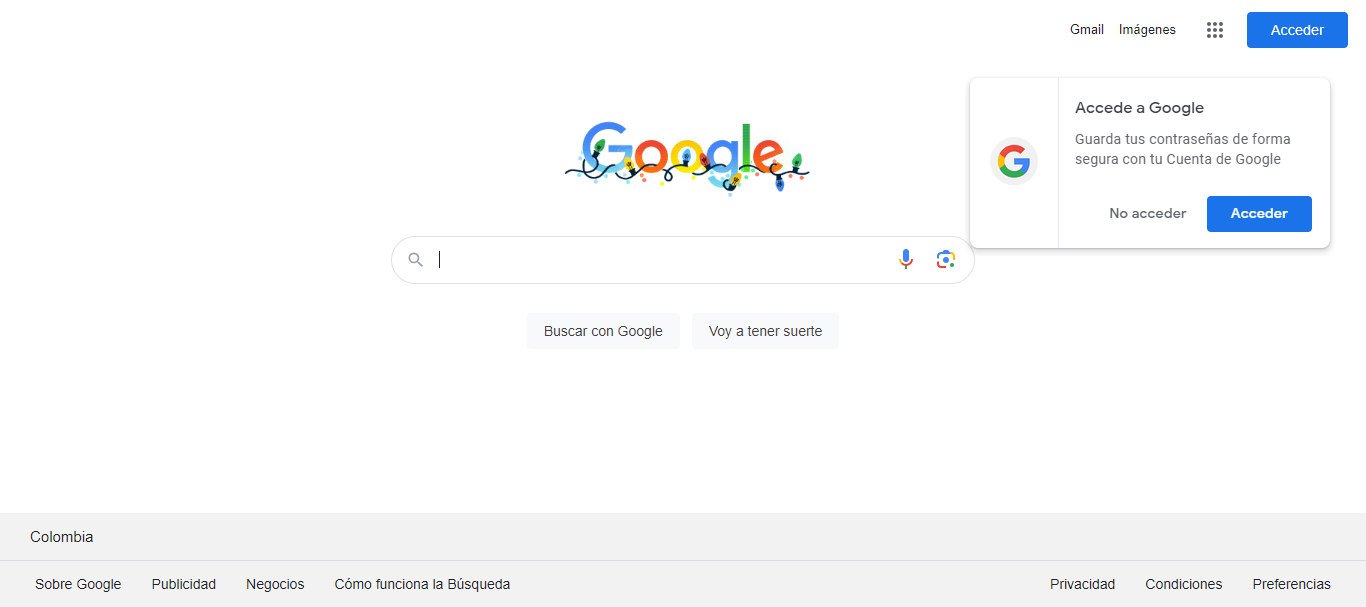 Gmail Imágenes Acceder
Accede a Google
Guarda tus contraseñas de forma
segura con tu Cuenta de Google
No acceder Acceder
Google
Buscar con Google Voy a tener suerte
Colombia
Sobre Google Publicidad Negocios Cómo funciona la Búsqueda Privacidad Condiciones Preferencias